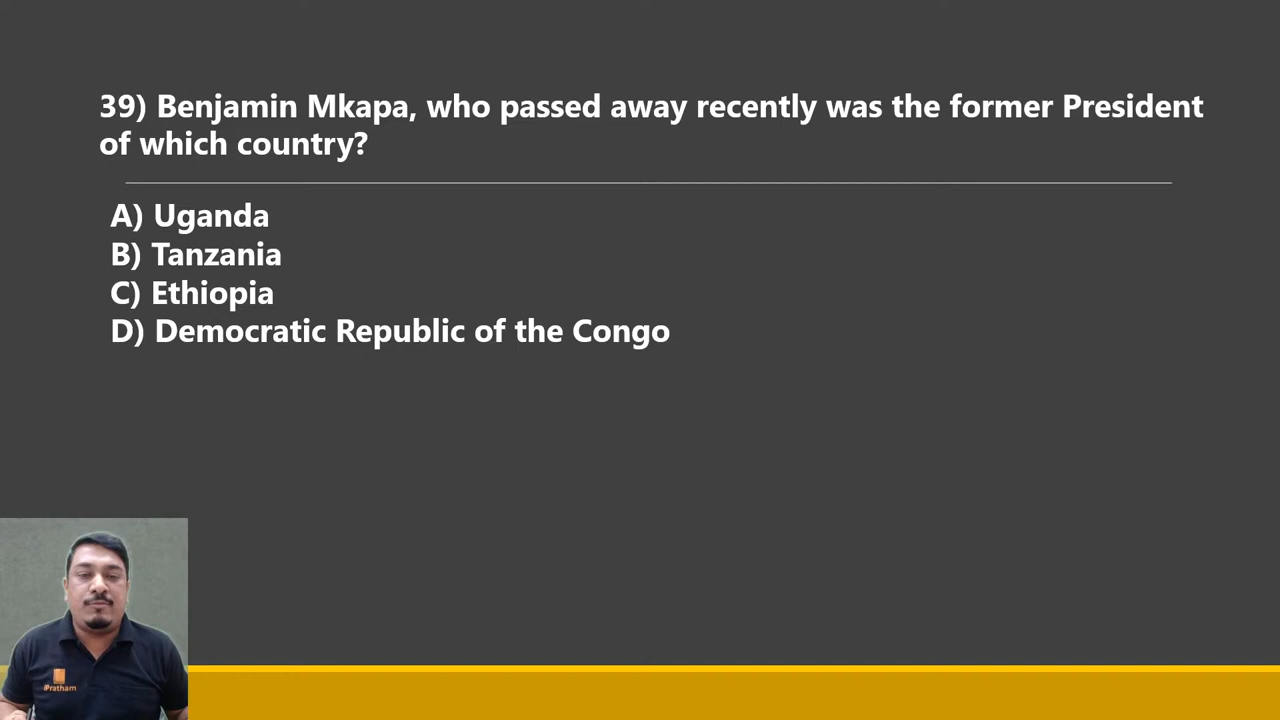 39) Benjamin Mkapa, who passed away recently was the former President
of which country?
A) Uganda
B) Tanzania
C) Ethiopia
D) Democratic Republic of the Congo
iPratham